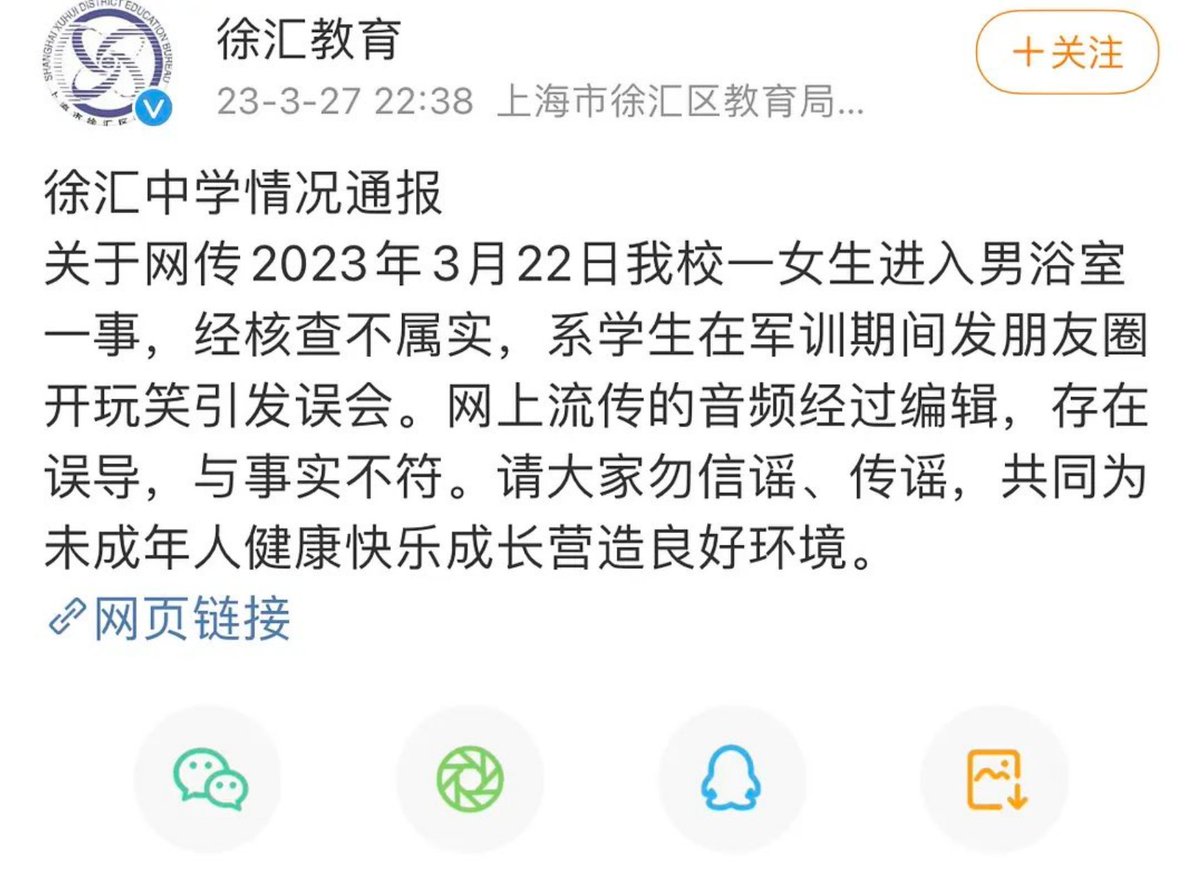 SHANGHAI XUHUI DISTRICT EDUCATION BUREAU
徐汇教育
+关注
23-3-27 22:38 上海市徐汇区教育局...
徐汇中学情况通报
关于网传2023年3月22日我校一女生进入男浴室
一事，经核查不属实，系学生在军训期间发朋友圈
开玩笑引发误会。网上流传的音频经过编辑，存在
误导，与事实不符。请大家勿信谣、传谣，共同为
未成年人健康快乐成长营造良好环境。
网页链接